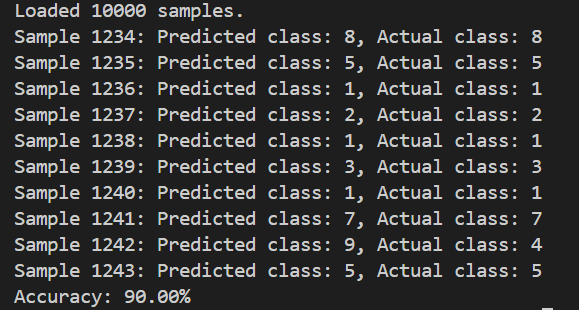 Loaded 10000 samples.
Sample 1234: Predicted class: 8, Actual class: 8
Sample 1235: Predicted class: 5, Actual class: 5
Sample 1236: Predicted class: 1, Actual class: 1
Sample 1237: Predicted class: 2, Actual class: 2
Sample 1238: Predicted class: 1, Actual class: 1
Sample 1239: Predicted class: 3, Actual class: 3
Sample 1240: Predicted class: 1, Actual class: 1
Sample 1241: Predicted class: 7, Actual class: 7
Sample 1242: Predicted class: 9, Actual class: 4
Sample 1243: Predicted class: 5, Actual class: 5
Accuracy: 90.00%